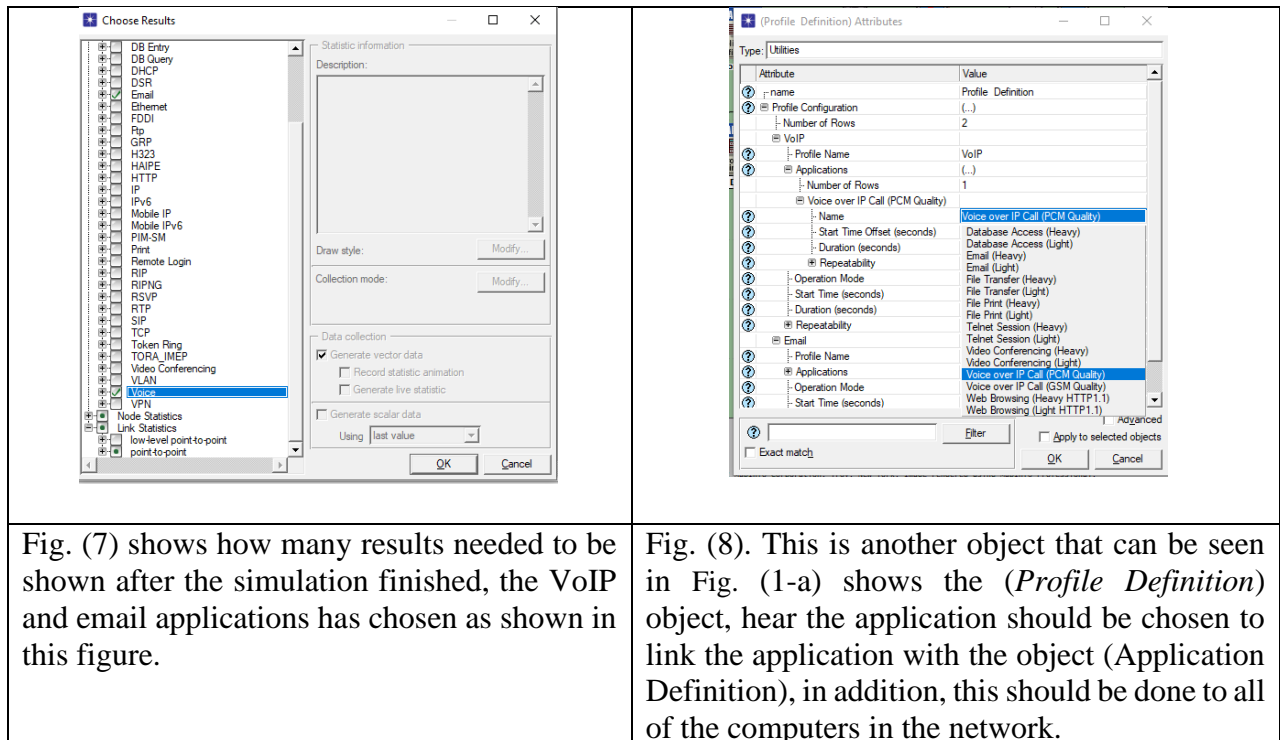 Choose Results
DB Entry
DB Query
DHCP
DSR
Email
Ethernet
FDDI
Ftp
GRP
H323
HAIPE
HTTP
IP
IPv6
Mobile IP
Mobile IPv6
PIM-SM
Print
Remote Login
RIP
RIPNG
RSVP
RTP
SIP
TCP
Token Ring
TORA_IMEP
Video Conferencing
VLAN
Voice
VPN
Node Statistics
Link Statistics
low-level point-to-point
point-to-point
Statistic information
Description:
Draw style:
Modify...
Collection mode:
Modify...
Data collection
Generate vector data
Record statistic animation
Generate live statistic
Generate scalar data
Using last value
OK Cancel
(Profile Definition) Attributes
Type: Utilities
Attribute Value
name Profile Definition
Profile Configuration (...)
Number of Rows 2
VoIP
Profile Name VoIP
Applications (...)
Number of Rows 1
Voice over IP Call (PCM Quality)
Name Voice over IP Call (PCM Quality)
Start Time Offset (seconds)
Duration (seconds)
Repeatability
Operation Mode
Start Time (seconds)
Duration (seconds)
Repeatability
Email
Profile Name
Applications
Operation Mode
Start Time (seconds)
Database Access (Heavy)
Database Access (Light)
Email (Heavy)
Email (Light)
File Transfer (Heavy)
File Transfer (Light)
File Print (Heavy)
File Print (Light)
Telnet Session (Heavy)
Telnet Session (Light)
Video Conferencing (Heavy)
Video Conferencing (Light)
Voice over IP Call (PCM Quality)
Voice over IP Call (GSM Quality)
Web Browsing (Heavy HTTP1.1)
Web Browsing (Light HTTP1.1)
Advanced
Filter
Apply to selected objects
Exact match
OK Cancel
Fig. (7) shows how many results needed to be
shown after the simulation finished, the VoIP
and email applications has chosen as shown in
this figure.
Fig. (8). This is another object that can be seen
in Fig. (1-a) shows the (Profile Definition)
object, hear the application should be chosen to
link the application with the object (Application
Definition), in addition, this should be done to all
of the computers in the network.